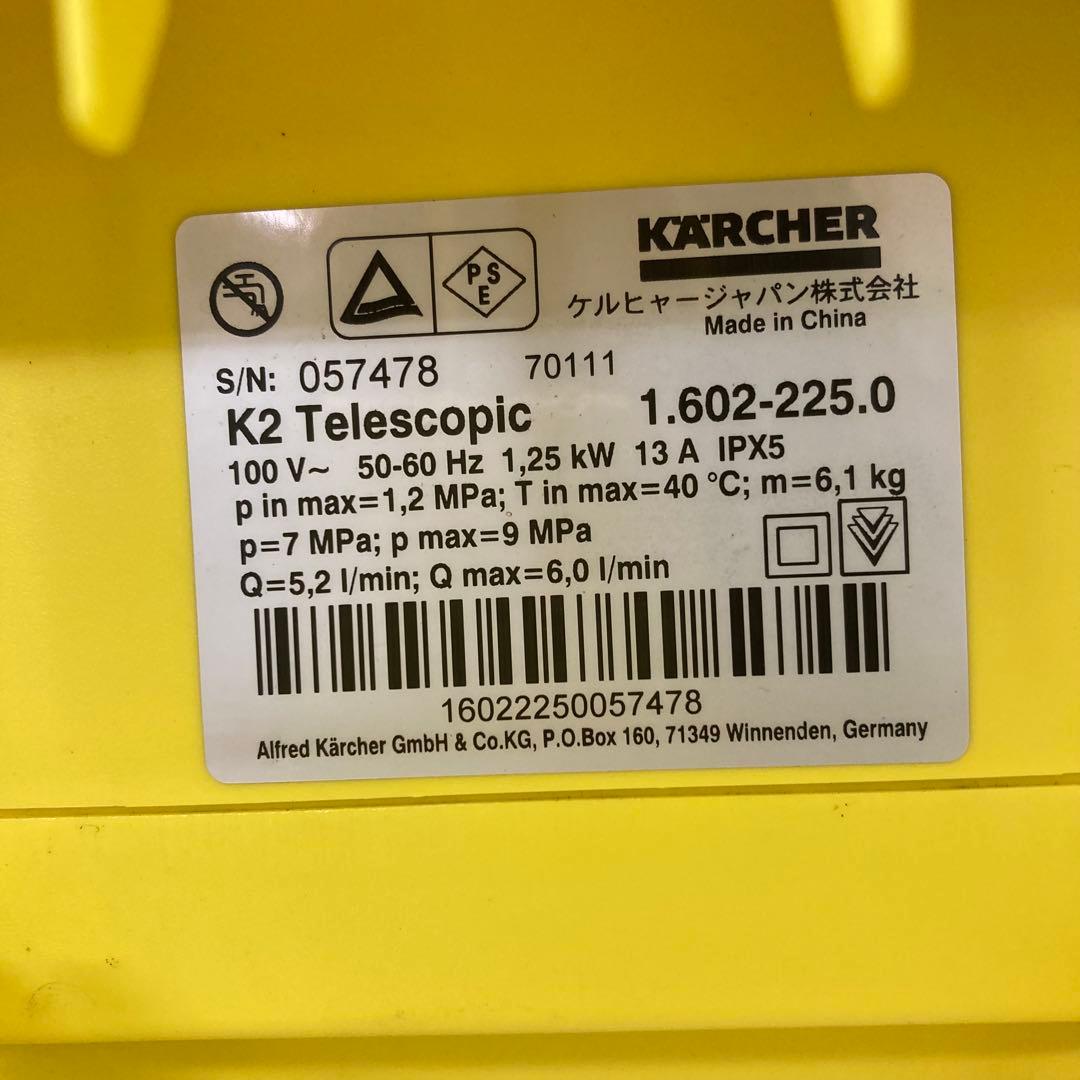 KÄRCHER
PS
E
ケルヒャージャパン株式会社
Made in China
S/N: 057478 70111
K2 Telescopic 1.602-225.0
100 V~ 50-60 Hz 1,25 kW 13 A IPX5
p in max=1,2 MPa; T in max=40 °C; m=6,1 kg
p=7 MPa; p max=9 MPa
Q=5,2 l/min; Q max=6,0 l/min
16022250057478
Alfred Kärcher GmbH & Co.KG, P.O.Box 160, 71349 Winnenden, Germany